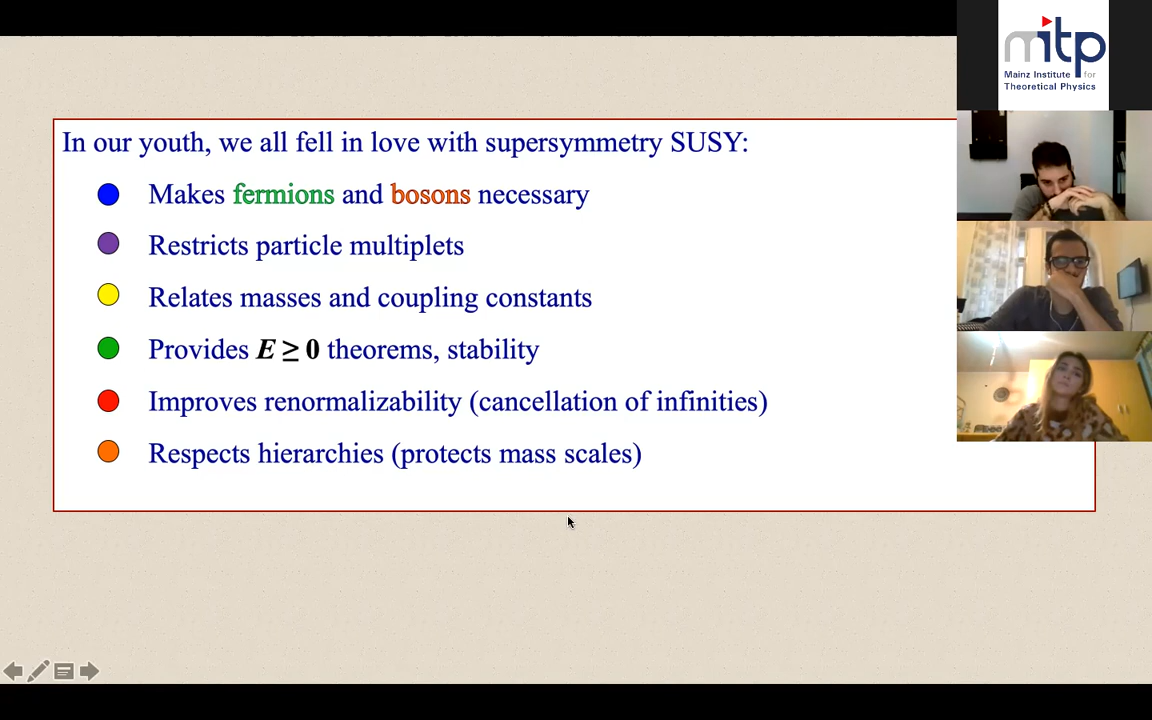 mitp
Mainz Institute for
Theoretical Physics
In our youth, we all fell in love with supersymmetry SUSY:
Makes fermions and bosons necessary
Restricts particle multiplets
Relates masses and coupling constants
Provides E ≥ 0 theorems, stability
Improves renormalizability (cancellation of infinities)
Respects hierarchies (protects mass scales)